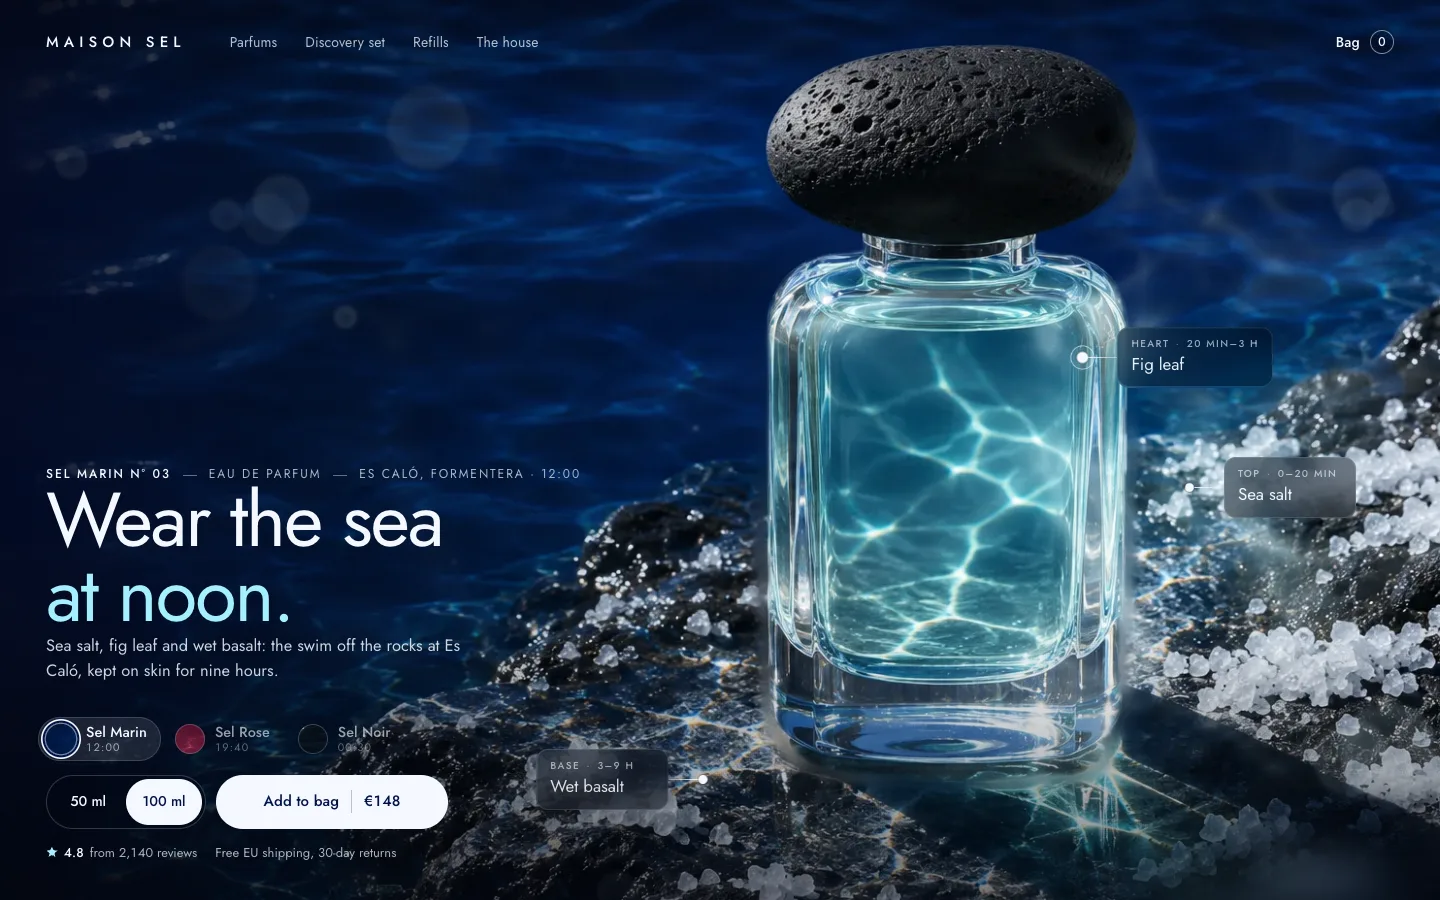 MAISON SEL
Parfums
Discovery set
Refills
The house
Bag 0
HEART · 20 MIN–3 H
Fig leaf
TOP · 0–20 MIN
Sea salt
SEL MARIN N° 03 — EAU DE PARFUM — ES CALÓ, FORMENTERA · 12:00
Wear the sea
at noon.
Sea salt, fig leaf and wet basalt: the swim off the rocks at Es
Caló, kept on skin for nine hours.
Sel Marin
12:00
Sel Rose
19:40
Sel Noir
00:30
BASE · 3–9 H
Wet basalt
50 ml
100 ml
Add to bag €148
4.8 from 2,140 reviews
Free EU shipping, 30-day returns